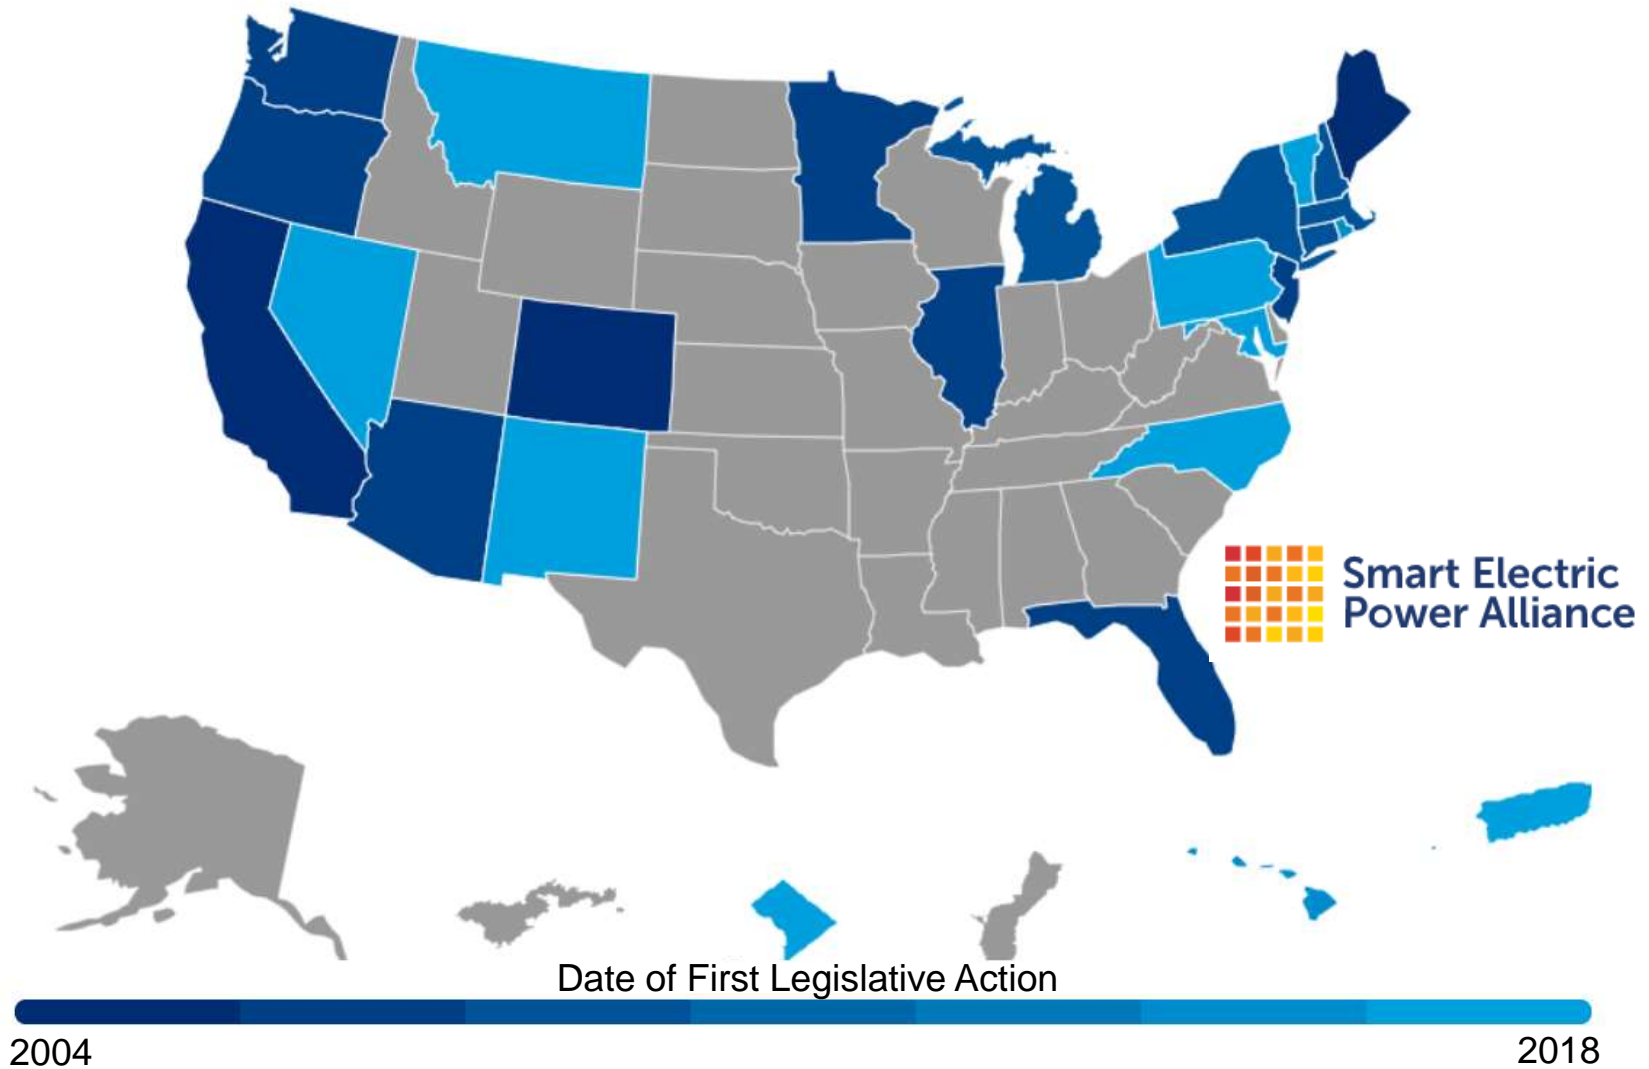 Smart Electric
Power Alliance
Date of First Legislative Action
2004
2018